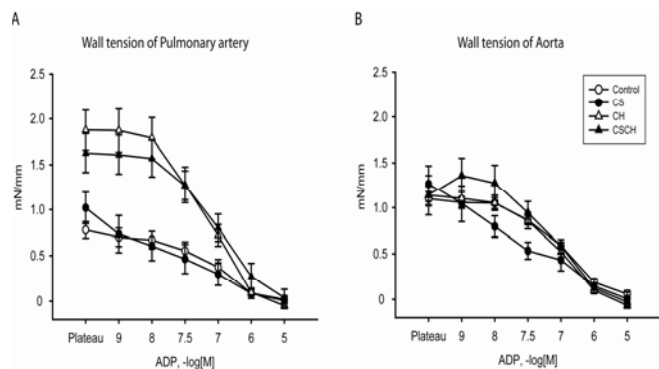 A
Wall tension of Pulmonary artery
2.5
2.0
1.5
1.0
0.5
0
mN/mm
Plateau 9 8 7.5 7 6 5
ADP, -log[M]
B
Wall tension of Aorta
2.5
2.0
1.5
1.0
0.5
0
mN/mm
Control
CS
CH
CSCH
Plateau 9 8 7.5 7 6 5
ADP, -log[M]